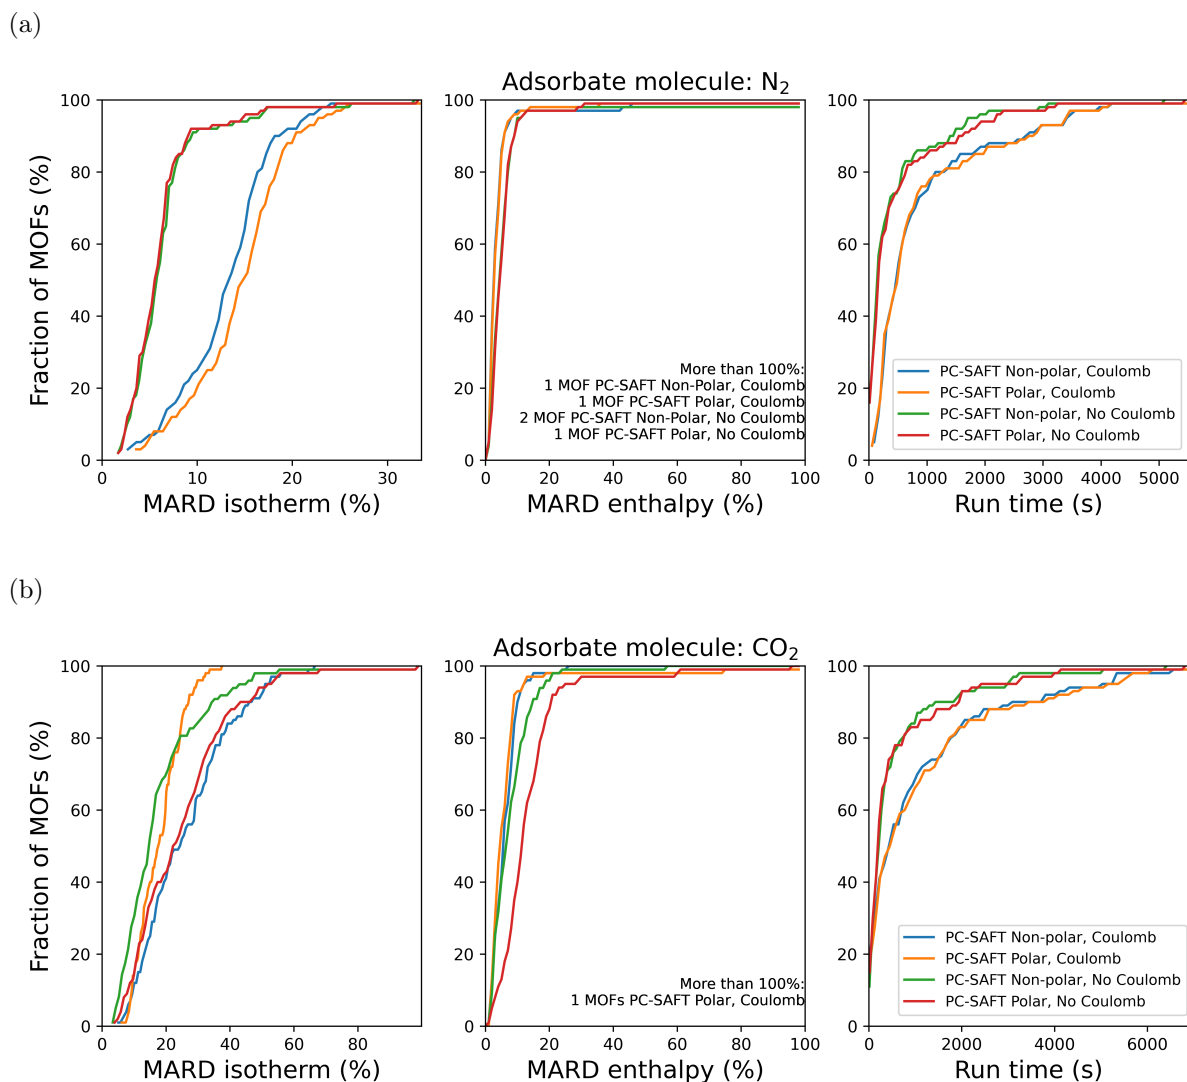 (a)
Adsorbate molecule: N₂
Fraction of MOFs (%)
100
80
60
40
20
0
0 10 20 30
MARD isotherm (%)
More than 100%:
1 MOF PC-SAFT Non-Polar, Coulomb
1 MOF PC-SAFT Polar, Coulomb
2 MOF PC-SAFT Non-Polar, No Coulomb
1 MOF PC-SAFT Polar, No Coulomb
100
80
60
40
20
0
0 20 40 60 80 100
MARD enthalpy (%)
100
80
60
40
20
0
PC-SAFT Non-polar, Coulomb
PC-SAFT Polar, Coulomb
PC-SAFT Non-polar, No Coulomb
PC-SAFT Polar, No Coulomb
0 1000 2000 3000 4000 5000
Run time (s)
(b)
Adsorbate molecule: CO₂
Fraction of MOFs (%)
100
80
60
40
20
0
0 20 40 60 80
MARD isotherm (%)
100
80
60
40
20
0
More than 100%:
1 MOFs PC-SAFT Polar, Coulomb
0 20 40 60 80 100
MARD enthalpy (%)
100
80
60
40
20
0
PC-SAFT Non-polar, Coulomb
PC-SAFT Polar, Coulomb
PC-SAFT Non-polar, No Coulomb
PC-SAFT Polar, No Coulomb
0 2000 4000 6000
Run time (s)